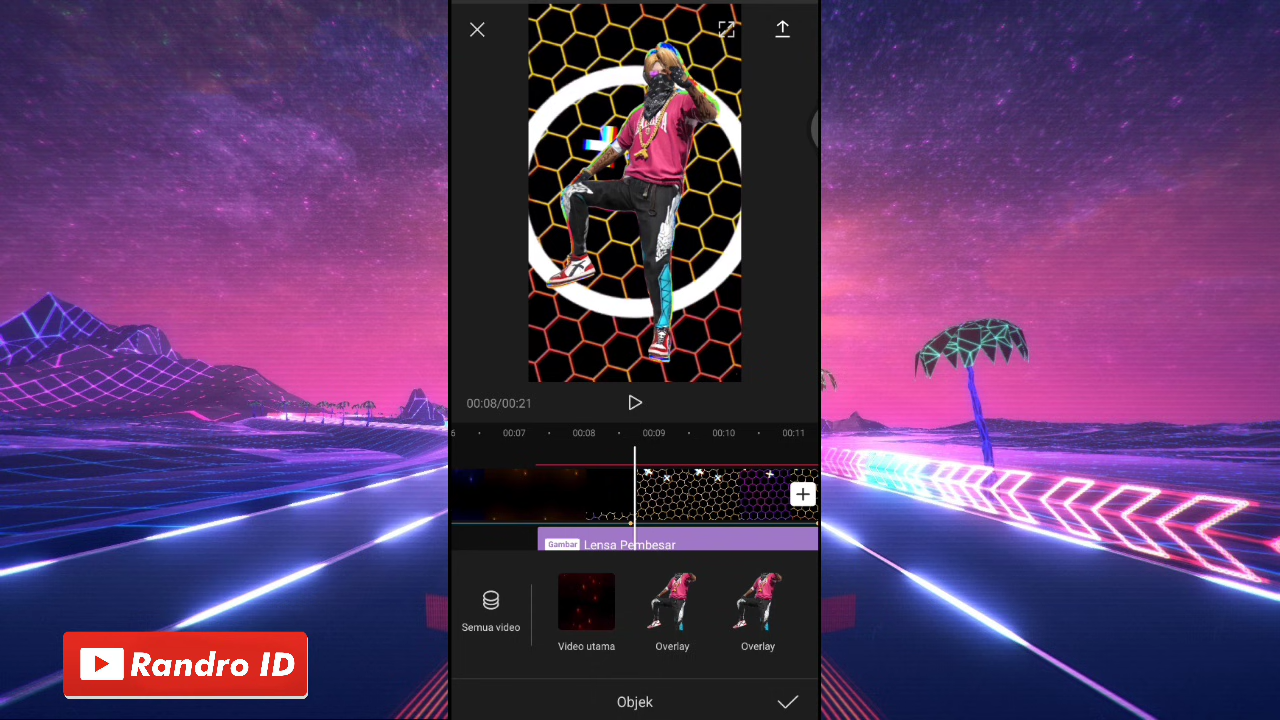 00:08/00:21
6 00:07 00:08 00:09 00:10 00:11
Gambar Lensa Pembesar
Semua video
Video utama
Overlay
Overlay
Objek
Randro ID